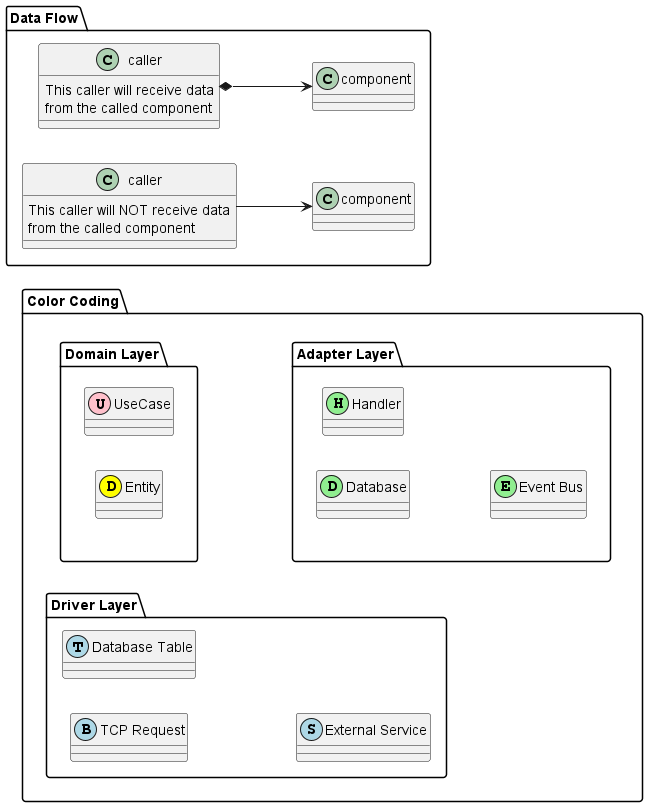 Data Flow
C caller
This caller will receive data
from the called component
C component
C caller
This caller will NOT receive data
from the called component
C component
Color Coding
Domain Layer
U UseCase
D Entity
Adapter Layer
H Handler
D Database
E Event Bus
Driver Layer
T Database Table
B TCP Request
S External Service